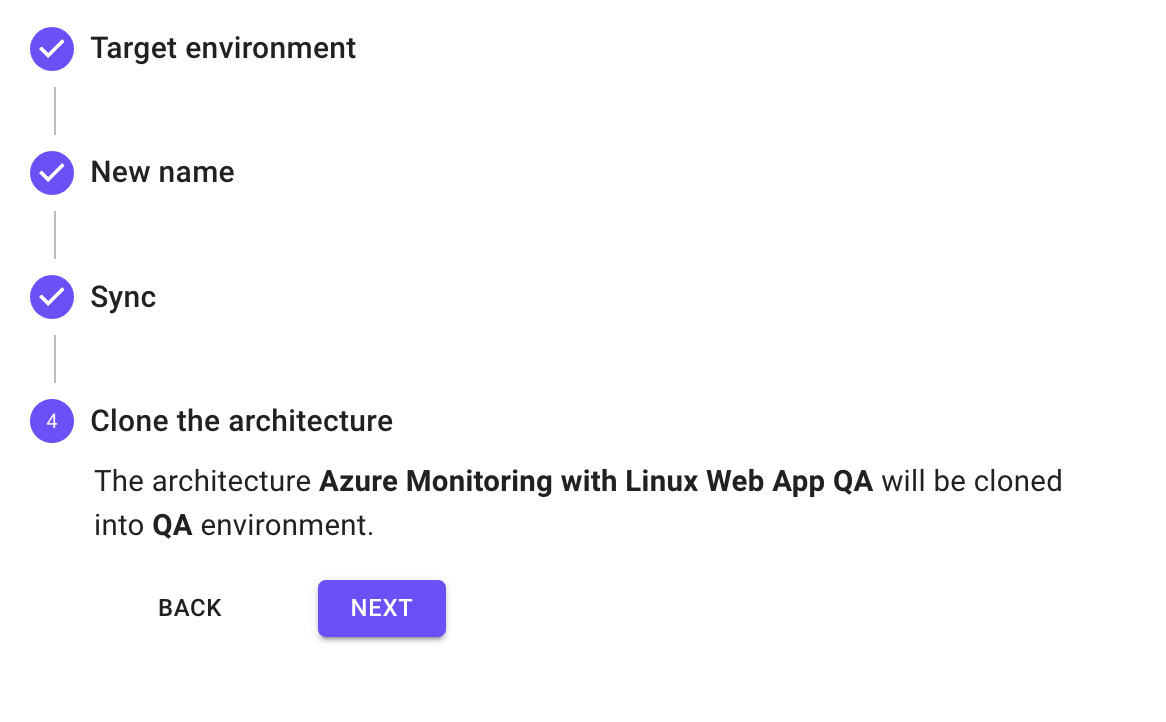 Target environment
New name
Sync
4 Clone the architecture
The architecture Azure Monitoring with Linux Web App QA will be cloned
into QA environment.
BACK NEXT